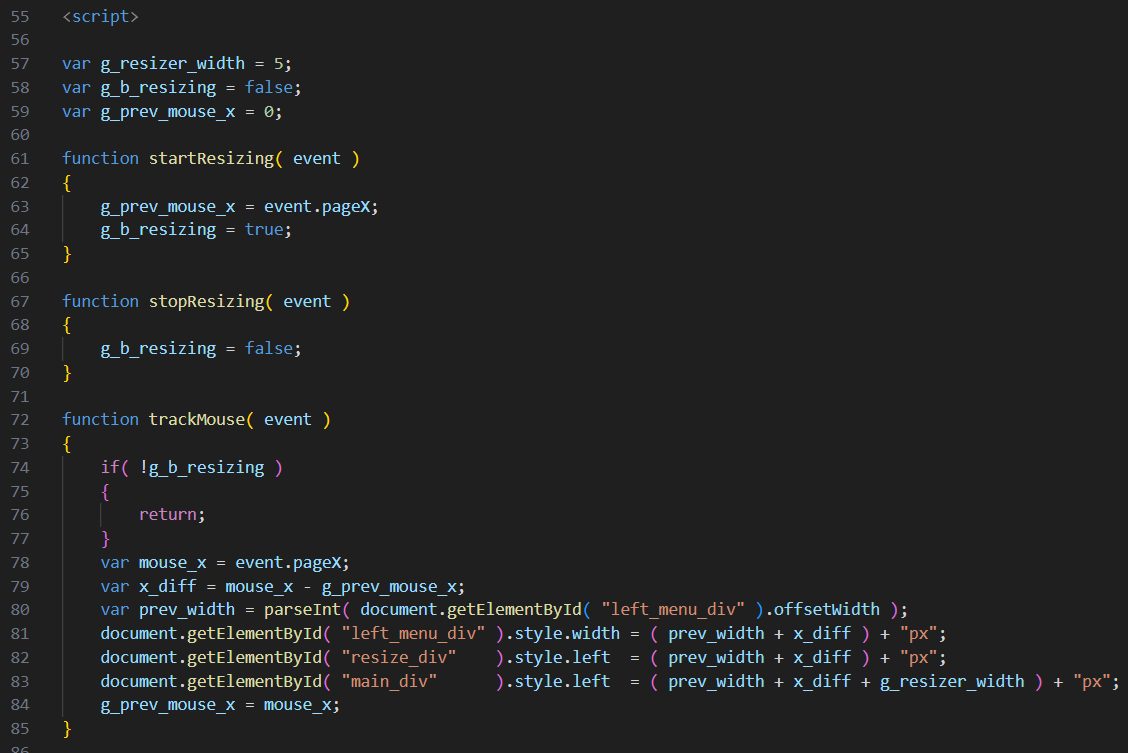 55 <script>
56
57 var g_resizer_width = 5;
58 var g_b_resizing = false;
59 var g_prev_mouse_x = 0;
60
61 function startResizing( event )
62 {
63     g_prev_mouse_x = event.pageX;
64     g_b_resizing = true;
65 }
66
67 function stopResizing( event )
68 {
69     g_b_resizing = false;
70 }
71
72 function trackMouse( event )
73 {
74     if( !g_b_resizing )
75     {
76         return;
77     }
78     var mouse_x = event.pageX;
79     var x_diff = mouse_x - g_prev_mouse_x;
80     var prev_width = parseInt( document.getElementById( "left_menu_div" ).offsetWidth );
81     document.getElementById( "left_menu_div" ).style.width = ( prev_width + x_diff ) + "px";
82     document.getElementById( "resize_div"    ).style.left  = ( prev_width + x_diff ) + "px";
83     document.getElementById( "main_div"      ).style.left  = ( prev_width + x_diff + g_resizer_width ) + "px";
84     g_prev_mouse_x = mouse_x;
85 }
86